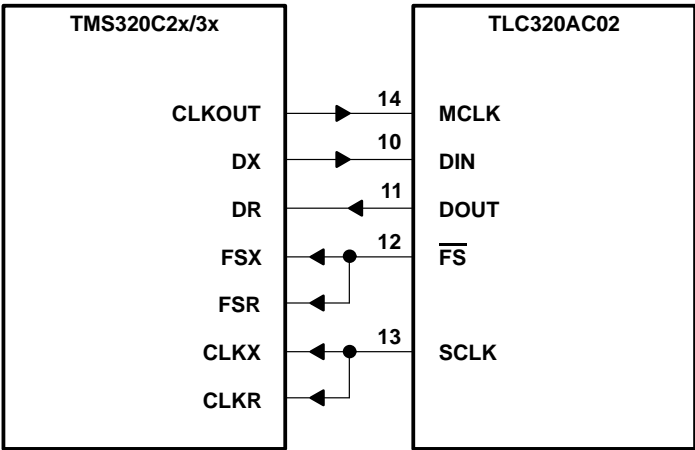 TMS320C2x/3x
TLC320AC02
CLKOUT 14 MCLK
DX 10 DIN
DR 11 DOUT
FSX 12 F̅S̅
FSR
CLKX 13 SCLK
CLKR